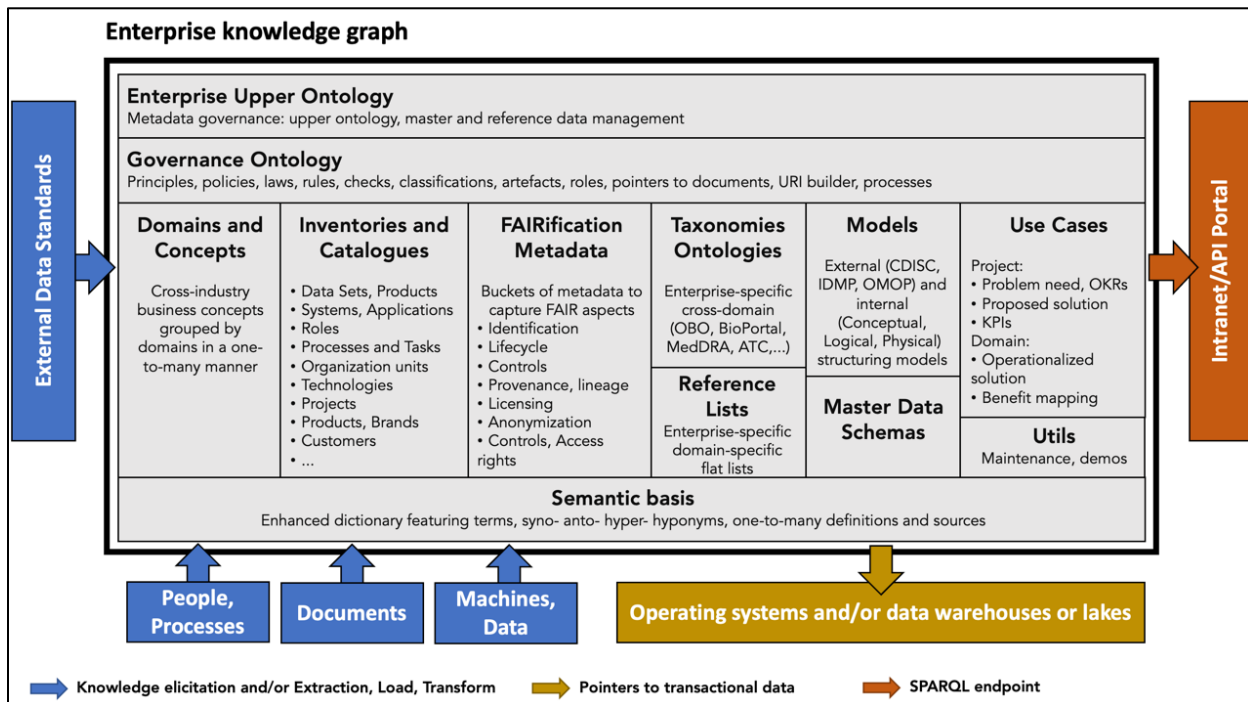 Enterprise knowledge graph
External Data Standards
Enterprise Upper Ontology
Metadata governance: upper ontology, master and reference data management
Governance Ontology
Principles, policies, laws, rules, checks, classifications, artefacts, roles, pointers to documents, URI builder, processes
Domains and
Concepts
Cross-industry
business concepts
grouped by
domains in a one-
to-many manner
Inventories and
Catalogues
• Data Sets, Products
• Systems, Applications
• Roles
• Processes and Tasks
• Organization units
• Technologies
• Projects
• Products, Brands
• Customers
• ...
FAIRification
Metadata
Buckets of metadata to
capture FAIR aspects
• Identification
• Lifecycle
• Controls
• Provenance, lineage
• Licensing
• Anonymization
• Controls, Access
rights
Taxonomies
Ontologies
Enterprise-specific
cross-domain
(OBO, BioPortal,
MedDRA, ATC,...)
Reference
Lists
Enterprise-specific
domain-specific
flat lists
Models
External (CDISC,
IDMP, OMOP) and
internal
(Conceptual,
Logical, Physical)
structuring models
Master Data
Schemas
Use Cases
Project:
• Problem need, OKRs
• Proposed solution
• KPIs
Domain:
• Operationalized
solution
• Benefit mapping
Utils
Maintenance, demos
Semantic basis
Enhanced dictionary featuring terms, syno- anto- hyper- hyponyms, one-to-many definitions and sources
Intranet/API Portal
People,
Processes
Documents
Machines,
Data
Operating systems and/or data warehouses or lakes
Knowledge elicitation and/or Extraction, Load, Transform
Pointers to transactional data
SPARQL endpoint